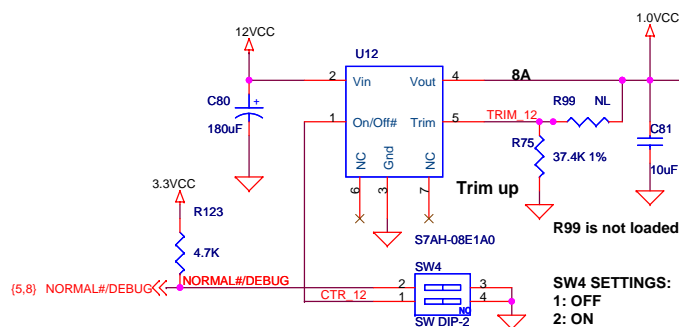 1.0VCC
12VCC
U12
2 Vin Vout 4 8A
C80
180uF
+
1 On/Off# Trim 5 TRIM_12
R99 NL
R75
37.4K 1%
C81
10uF
NC Gnd NC
6 3 7
Trim up
R99 is not loaded
3.3VCC
R123
4.7K
S7AH-08E1A0
SW4
{5,8} NORMAL#/DEBUG NORMAL#/DEBUG 2 3
CTR_12 1 4
NO
SW DIP-2
SW4 SETTINGS:
1: OFF
2: ON